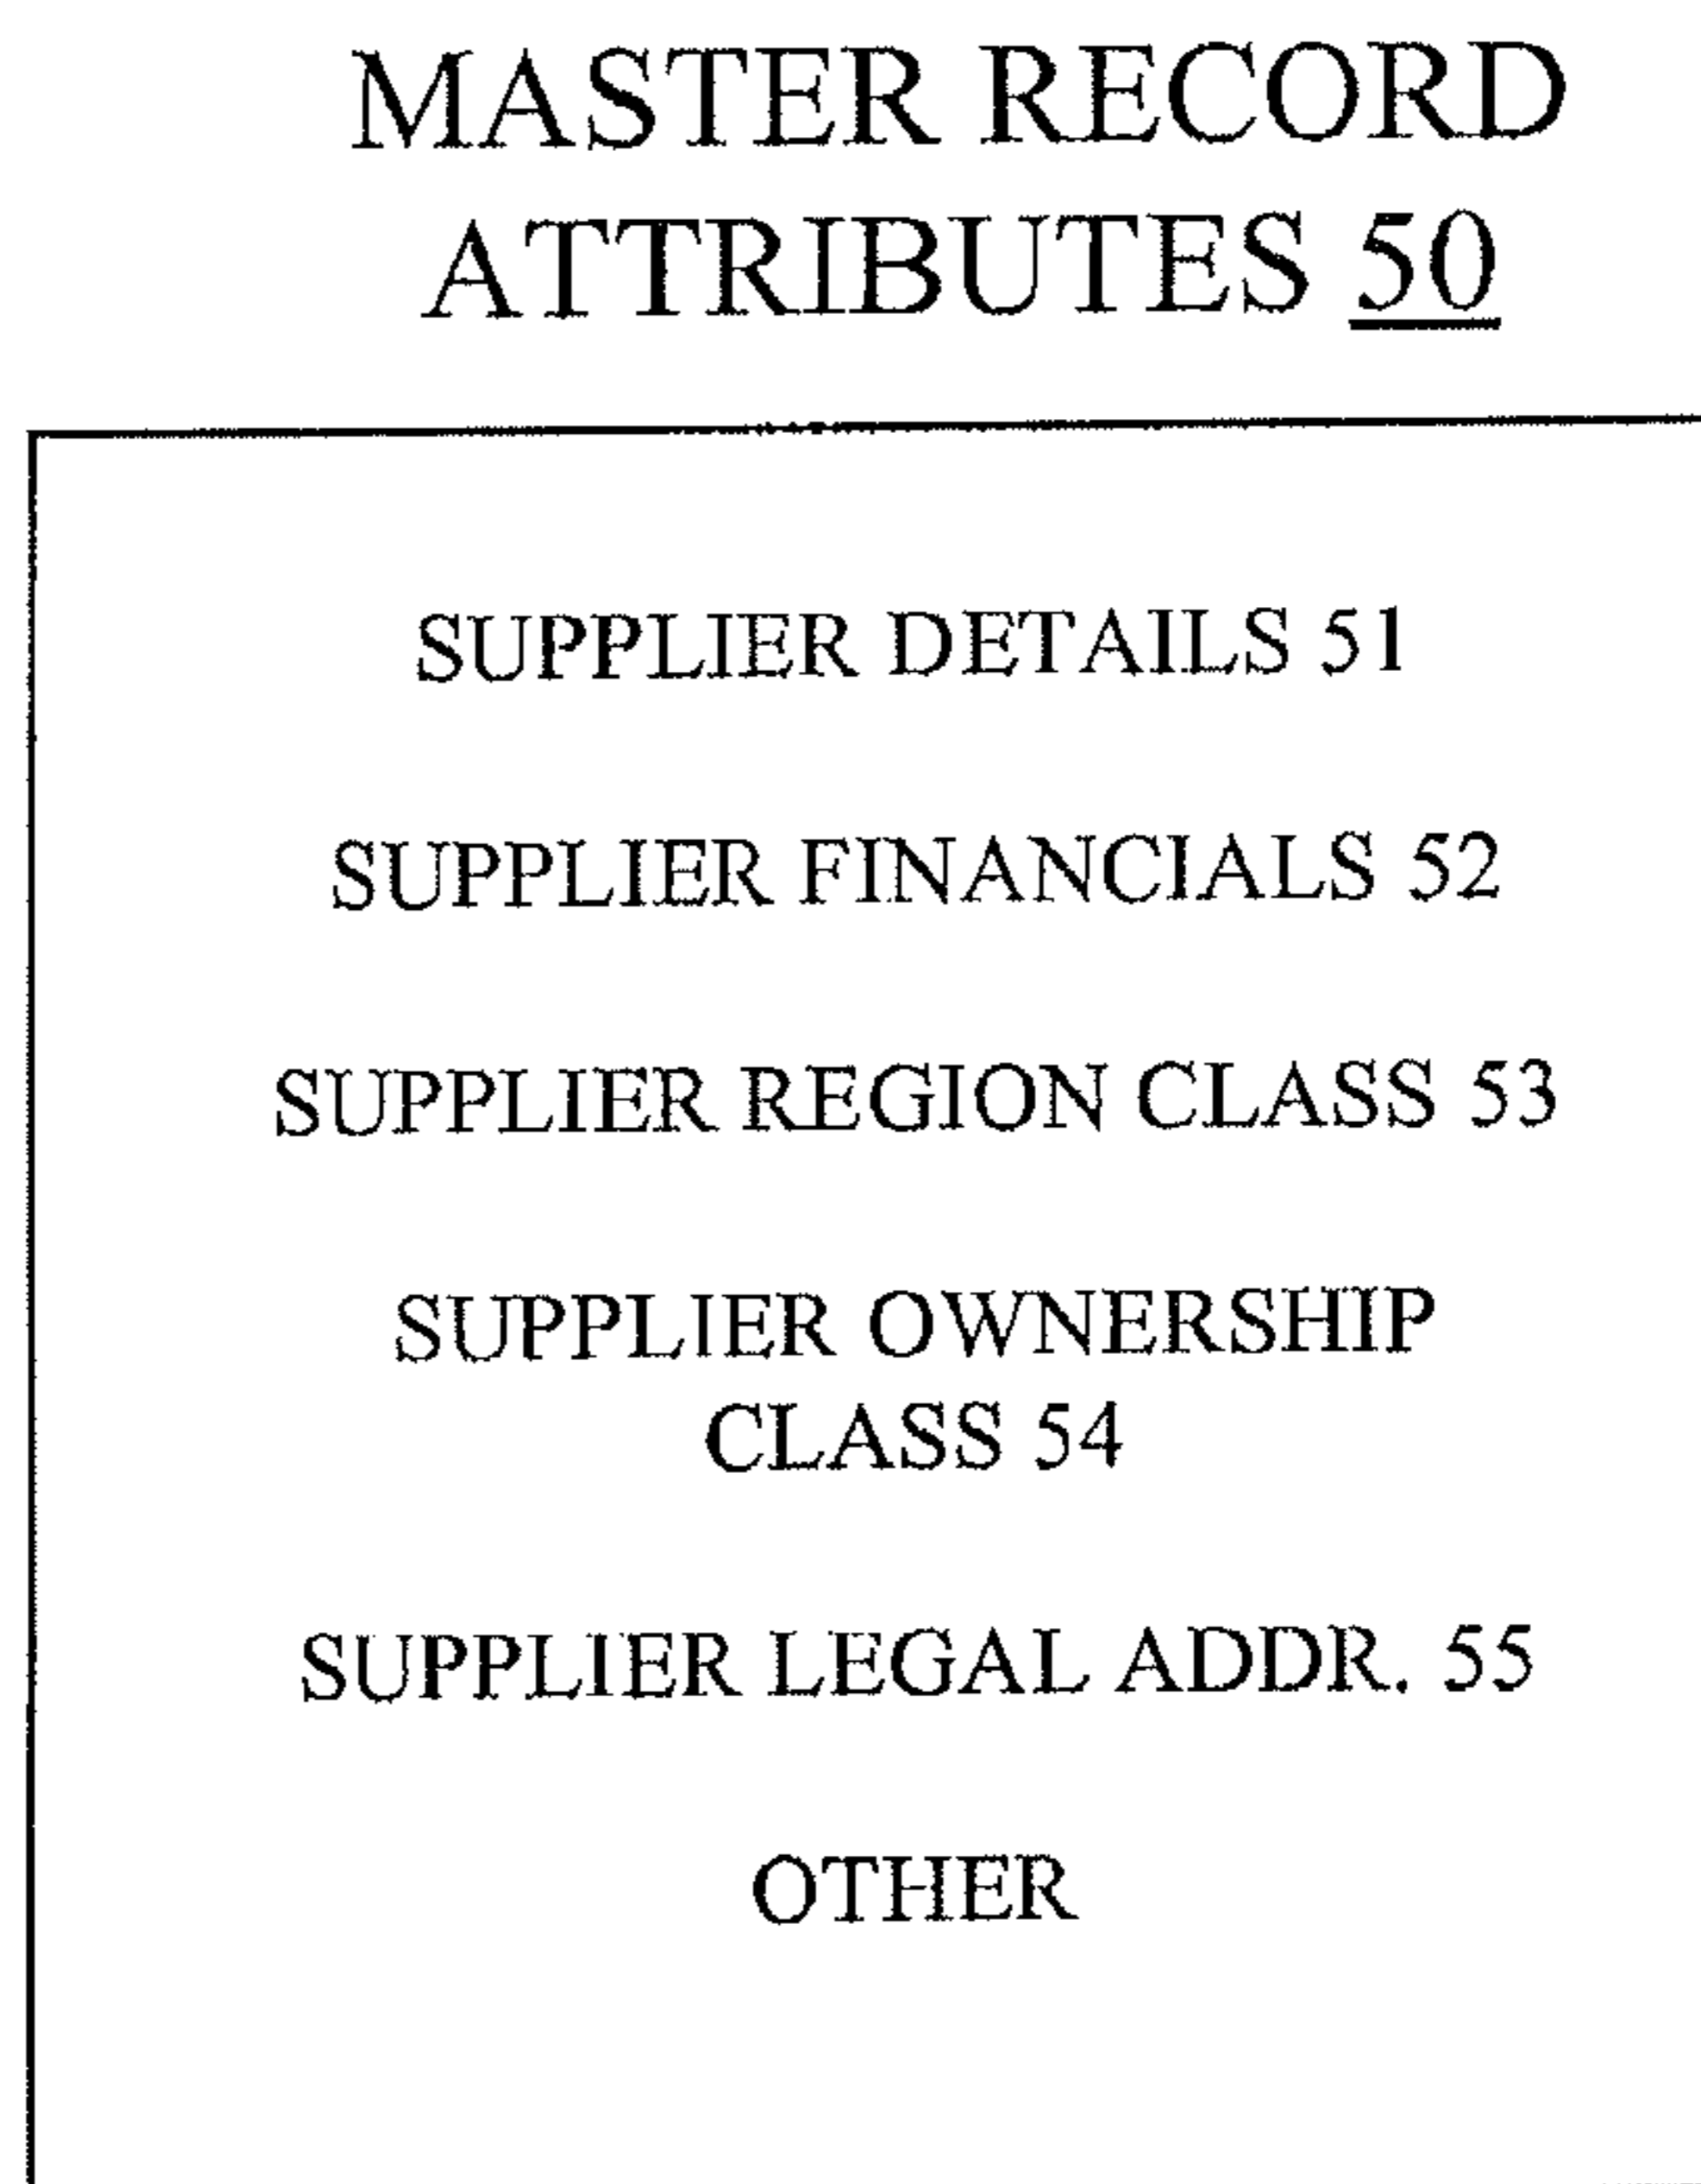 MASTER RECORD
ATTRIBUTES 50
SUPPLIER DETAILS 51
SUPPLIER FINANCIALS 52
SUPPLIER REGION CLASS 53
SUPPLIER OWNERSHIP
CLASS 54
SUPPLIER LEGAL ADDR. 55
OTHER